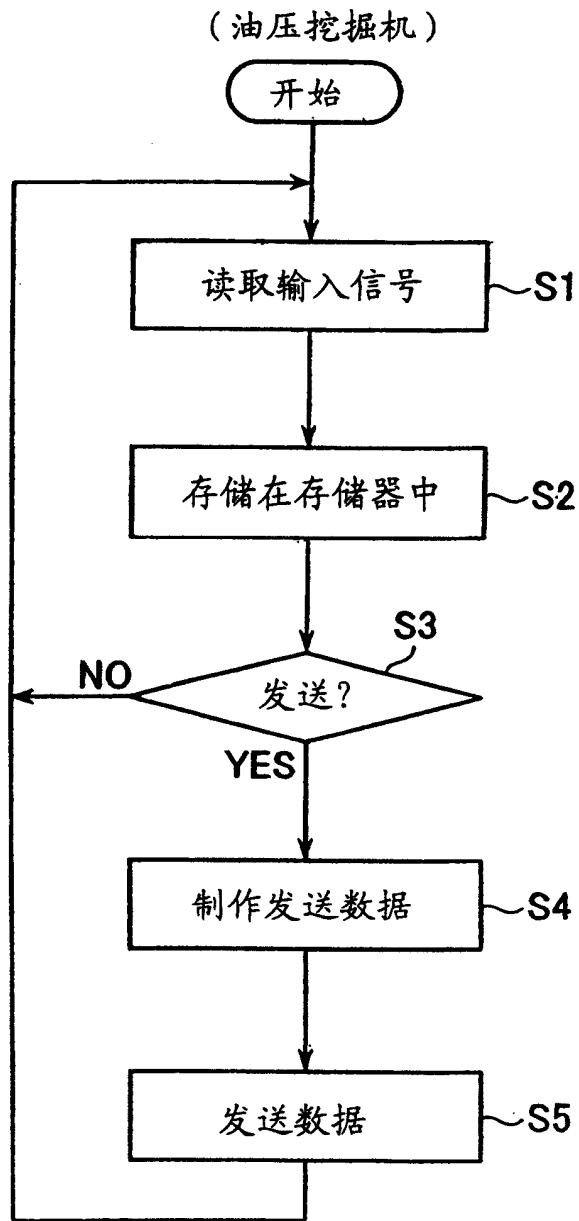 （油压挖掘机）
开始
读取输入信号
S1
存储在存储器中
S2
S3
NO
发送？
YES
制作发送数据
S4
发送数据
S5